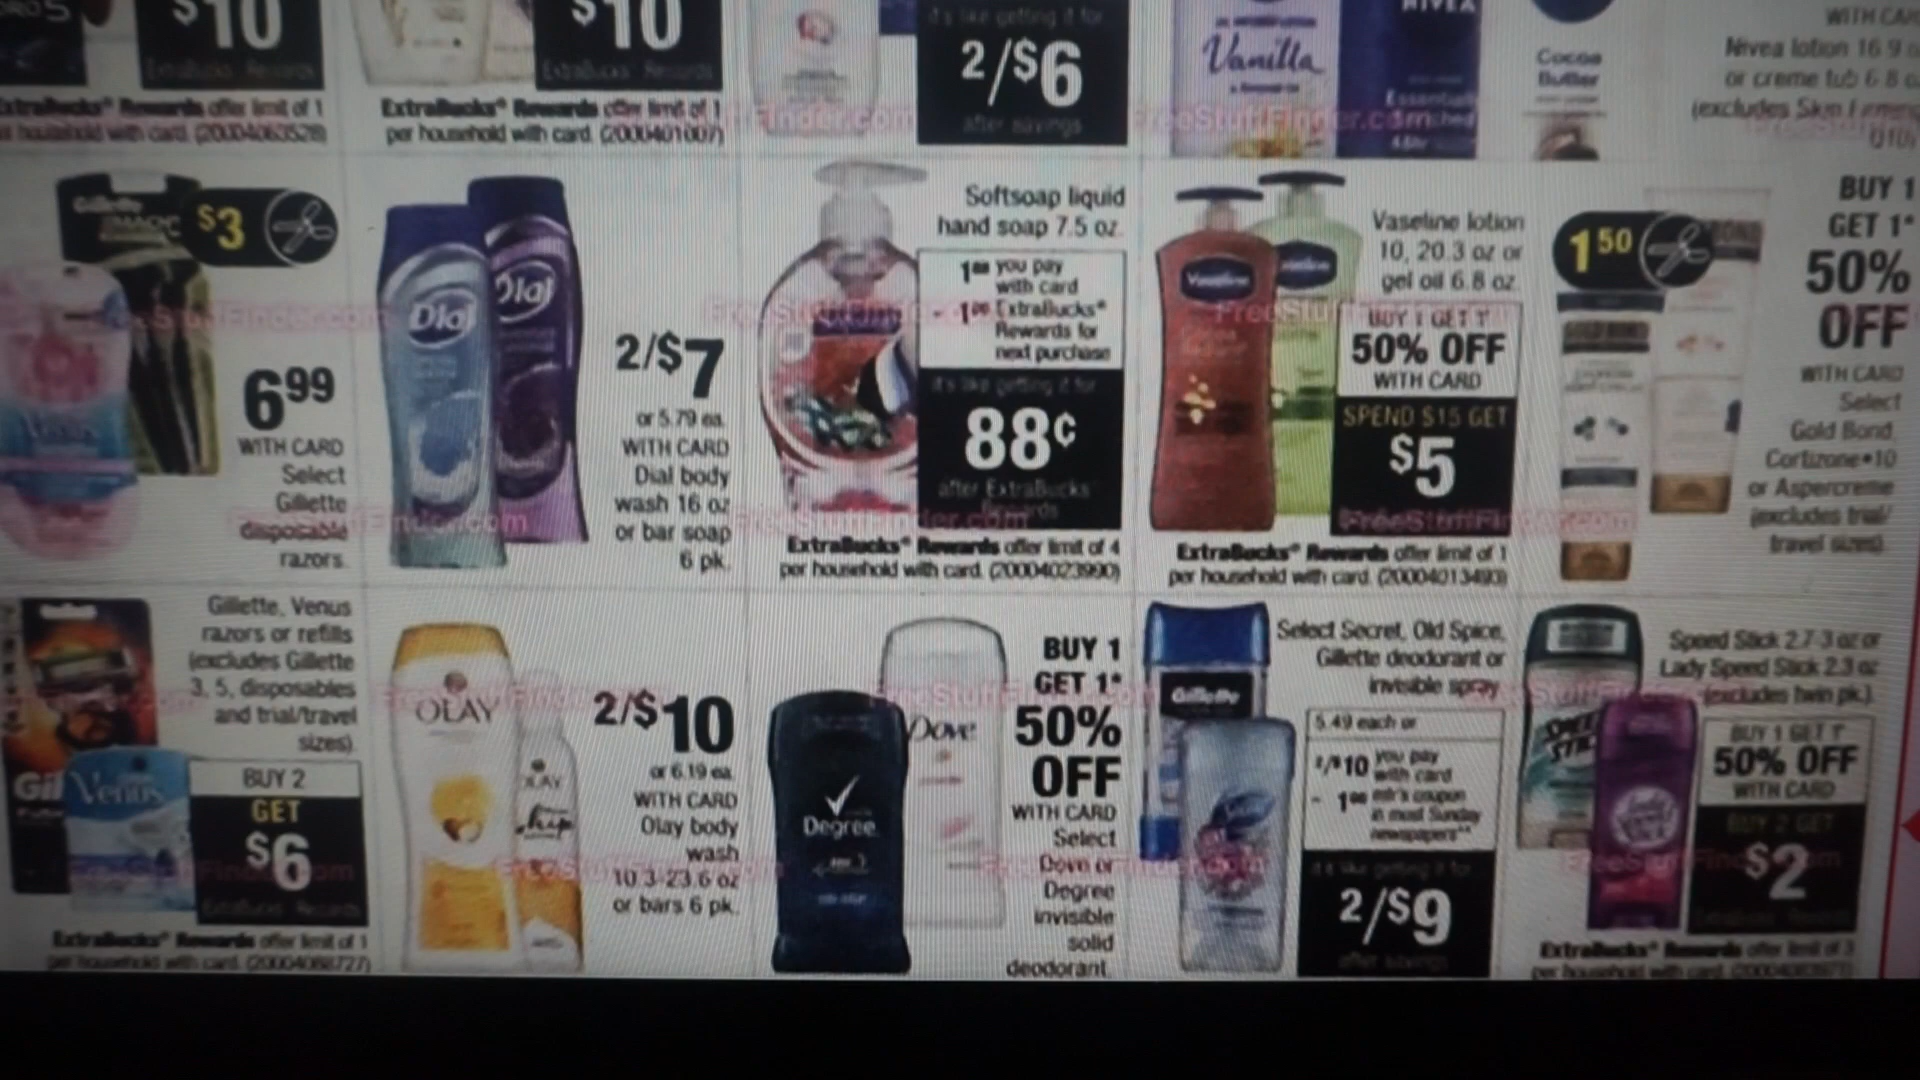 $10
$10
2/$6
after savings
Vanilla
NIVEA
Cocoa
Butter
Nivea lotion 16.9
or creme tub 6.8
ExtraBucks® Rewards offer limit of 1
per household with card. (2000401007)
ExtraBucks® Rewards offer limit of 1
household with card.
Gillette
$3
6.99
WITH CARD
Select
Gillette
disposable
razors.
Dial
Dial
2/$7
or 5.79 ea.
WITH CARD
Dial body
wash 16 oz
or bar soap
6 pk.
Softsoap liquid
hand soap 7.5 oz.
you pay
with card
ExtraBucks®
Rewards for
next purchase
it's like getting it for
88¢
after ExtraBucks®
Rewards
ExtraBucks® Rewards offer limit of 4
per household with card. (20004023990)
Vaseline
Vaseline lotion
10, 20.3 oz or
gel oil 6.8 oz.
BUY 1 GET 1*
50% OFF
WITH CARD
SPEND $15 GET
$5
ExtraBucks® Rewards offer limit of 1
per household with card. (20004013493)
1.50
BUY 1
GET 1*
50%
OFF
WITH CARD
Select
Gold Bond,
Cortizone•10
or Aspercreme
(excludes trial/
travel sizes).
Gillette, Venus
razors or refills
(excludes Gillette
3, 5, disposables
and trial/travel
sizes).
Venus
BUY 2
GET
$6
ExtraBucks Rewards
ExtraBucks® Rewards offer limit of 1
per household with card.
OLAY
2/$10
or 6.19 ea.
WITH CARD
Olay body
wash
10.3-23.6 oz
or bars 6 pk.
Degree
Dove
BUY 1
GET 1*
50%
OFF
WITH CARD
Select
Dove or
Degree
invisible
solid
deodorant.
Gillette
Select Secret, Old Spice,
Gillette deodorant or
invisible spray.
5.49 each or
2/$10 you pay
with card
- 1.00 mfr's coupon
in most Sunday
newspapers**
it's like getting it for
2/$9
after savings
Speed Stick 2.7-3 oz or
Lady Speed Stick 2.3 oz
(excludes twin pk.).
BUY 1 GET 1*
50% OFF
WITH CARD
BUY 2 GET
$2
ExtraBucks® Rewards offer limit of
per household with card.
FreeStuffFinder.com